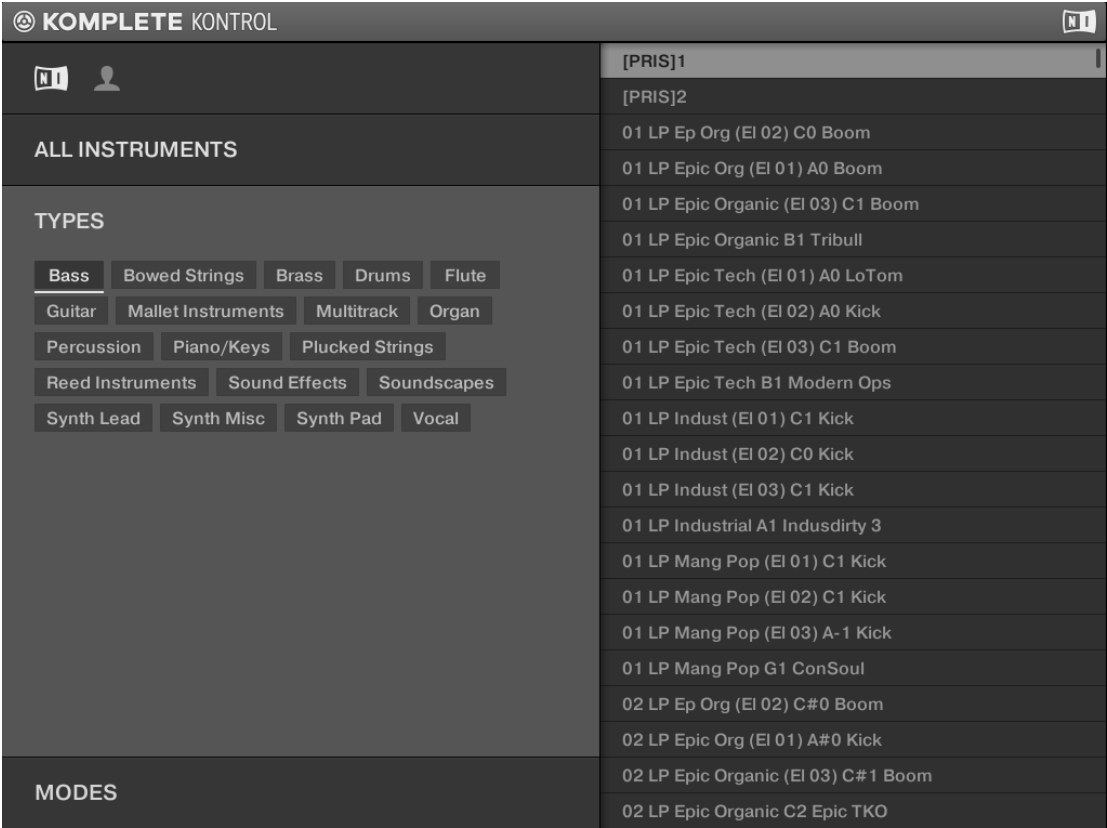 KOMPLETE KONTROL
NI
NI
ALL INSTRUMENTS
TYPES
Bass Bowed Strings Brass Drums Flute
Guitar Mallet Instruments Multitrack Organ
Percussion Piano/Keys Plucked Strings
Reed Instruments Sound Effects Soundscapes
Synth Lead Synth Misc Synth Pad Vocal
MODES
[PRIS]1
[PRIS]2
01 LP Ep Org (El 02) C0 Boom
01 LP Epic Org (El 01) A0 Boom
01 LP Epic Organic (El 03) C1 Boom
01 LP Epic Organic B1 Tribull
01 LP Epic Tech (El 01) A0 LoTom
01 LP Epic Tech (El 02) A0 Kick
01 LP Epic Tech (El 03) C1 Boom
01 LP Epic Tech B1 Modern Ops
01 LP Indust (El 01) C1 Kick
01 LP Indust (El 02) C0 Kick
01 LP Indust (El 03) C1 Kick
01 LP Industrial A1 Indusdirty 3
01 LP Mang Pop (El 01) C1 Kick
01 LP Mang Pop (El 02) C1 Kick
01 LP Mang Pop (El 03) A-1 Kick
01 LP Mang Pop G1 ConSoul
02 LP Ep Org (El 02) C#0 Boom
02 LP Epic Org (El 01) A#0 Kick
02 LP Epic Organic (El 03) C#1 Boom
02 LP Epic Organic C2 Epic TKO